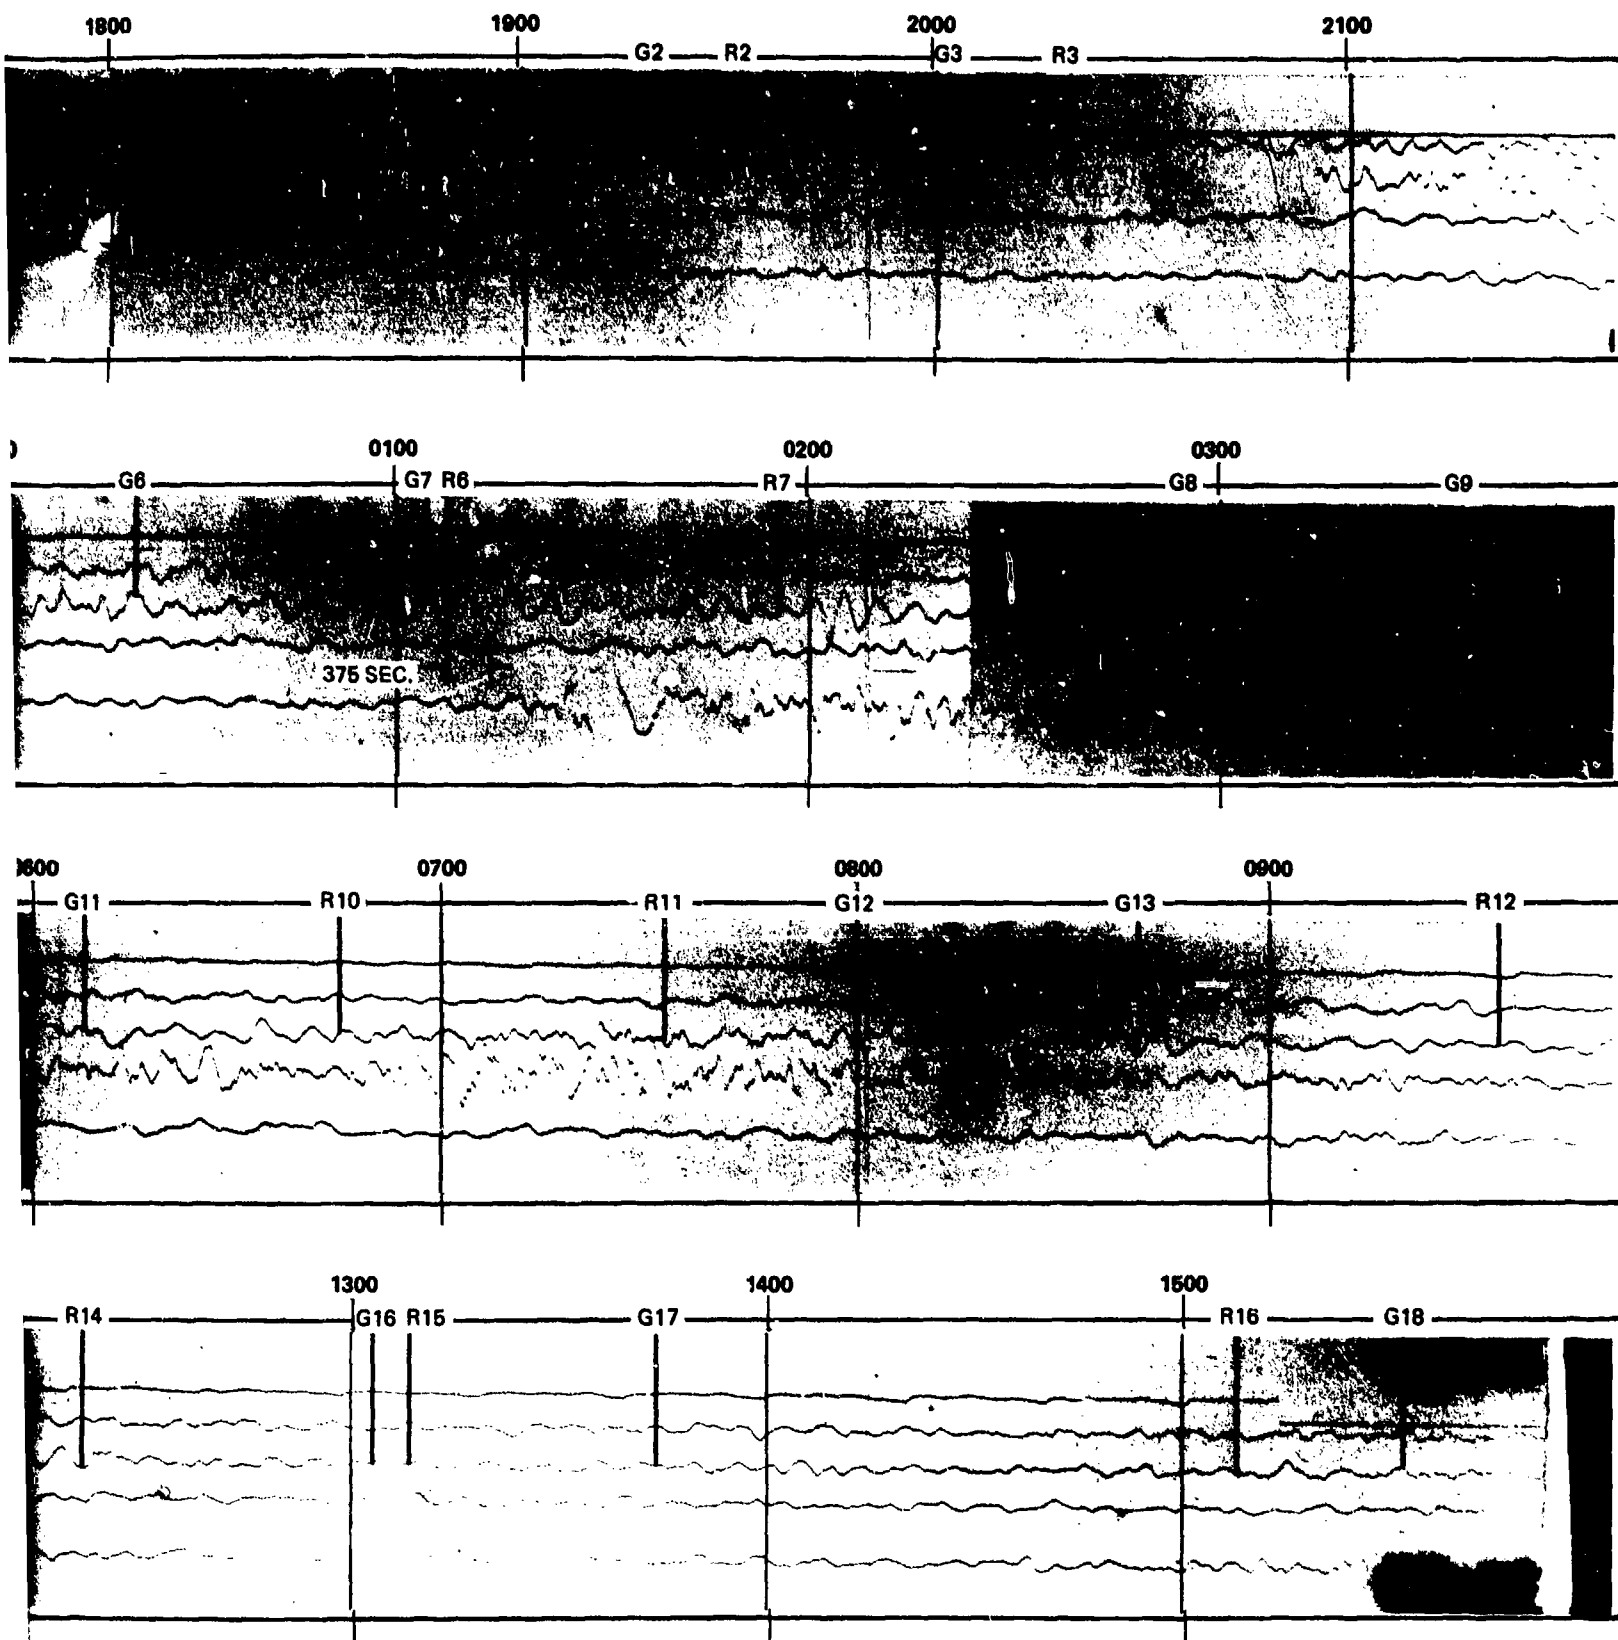 1800 1900 2000 2100
G2 R2 G3 R3
0100 0200 0300
G6 G7 R6 R7 G8 G9
375 SEC.
0700 0800 0900
G11 R10 R11 G12 G13 R12
1300 1400 1500
R14 G16 R15 G17 R16 G18